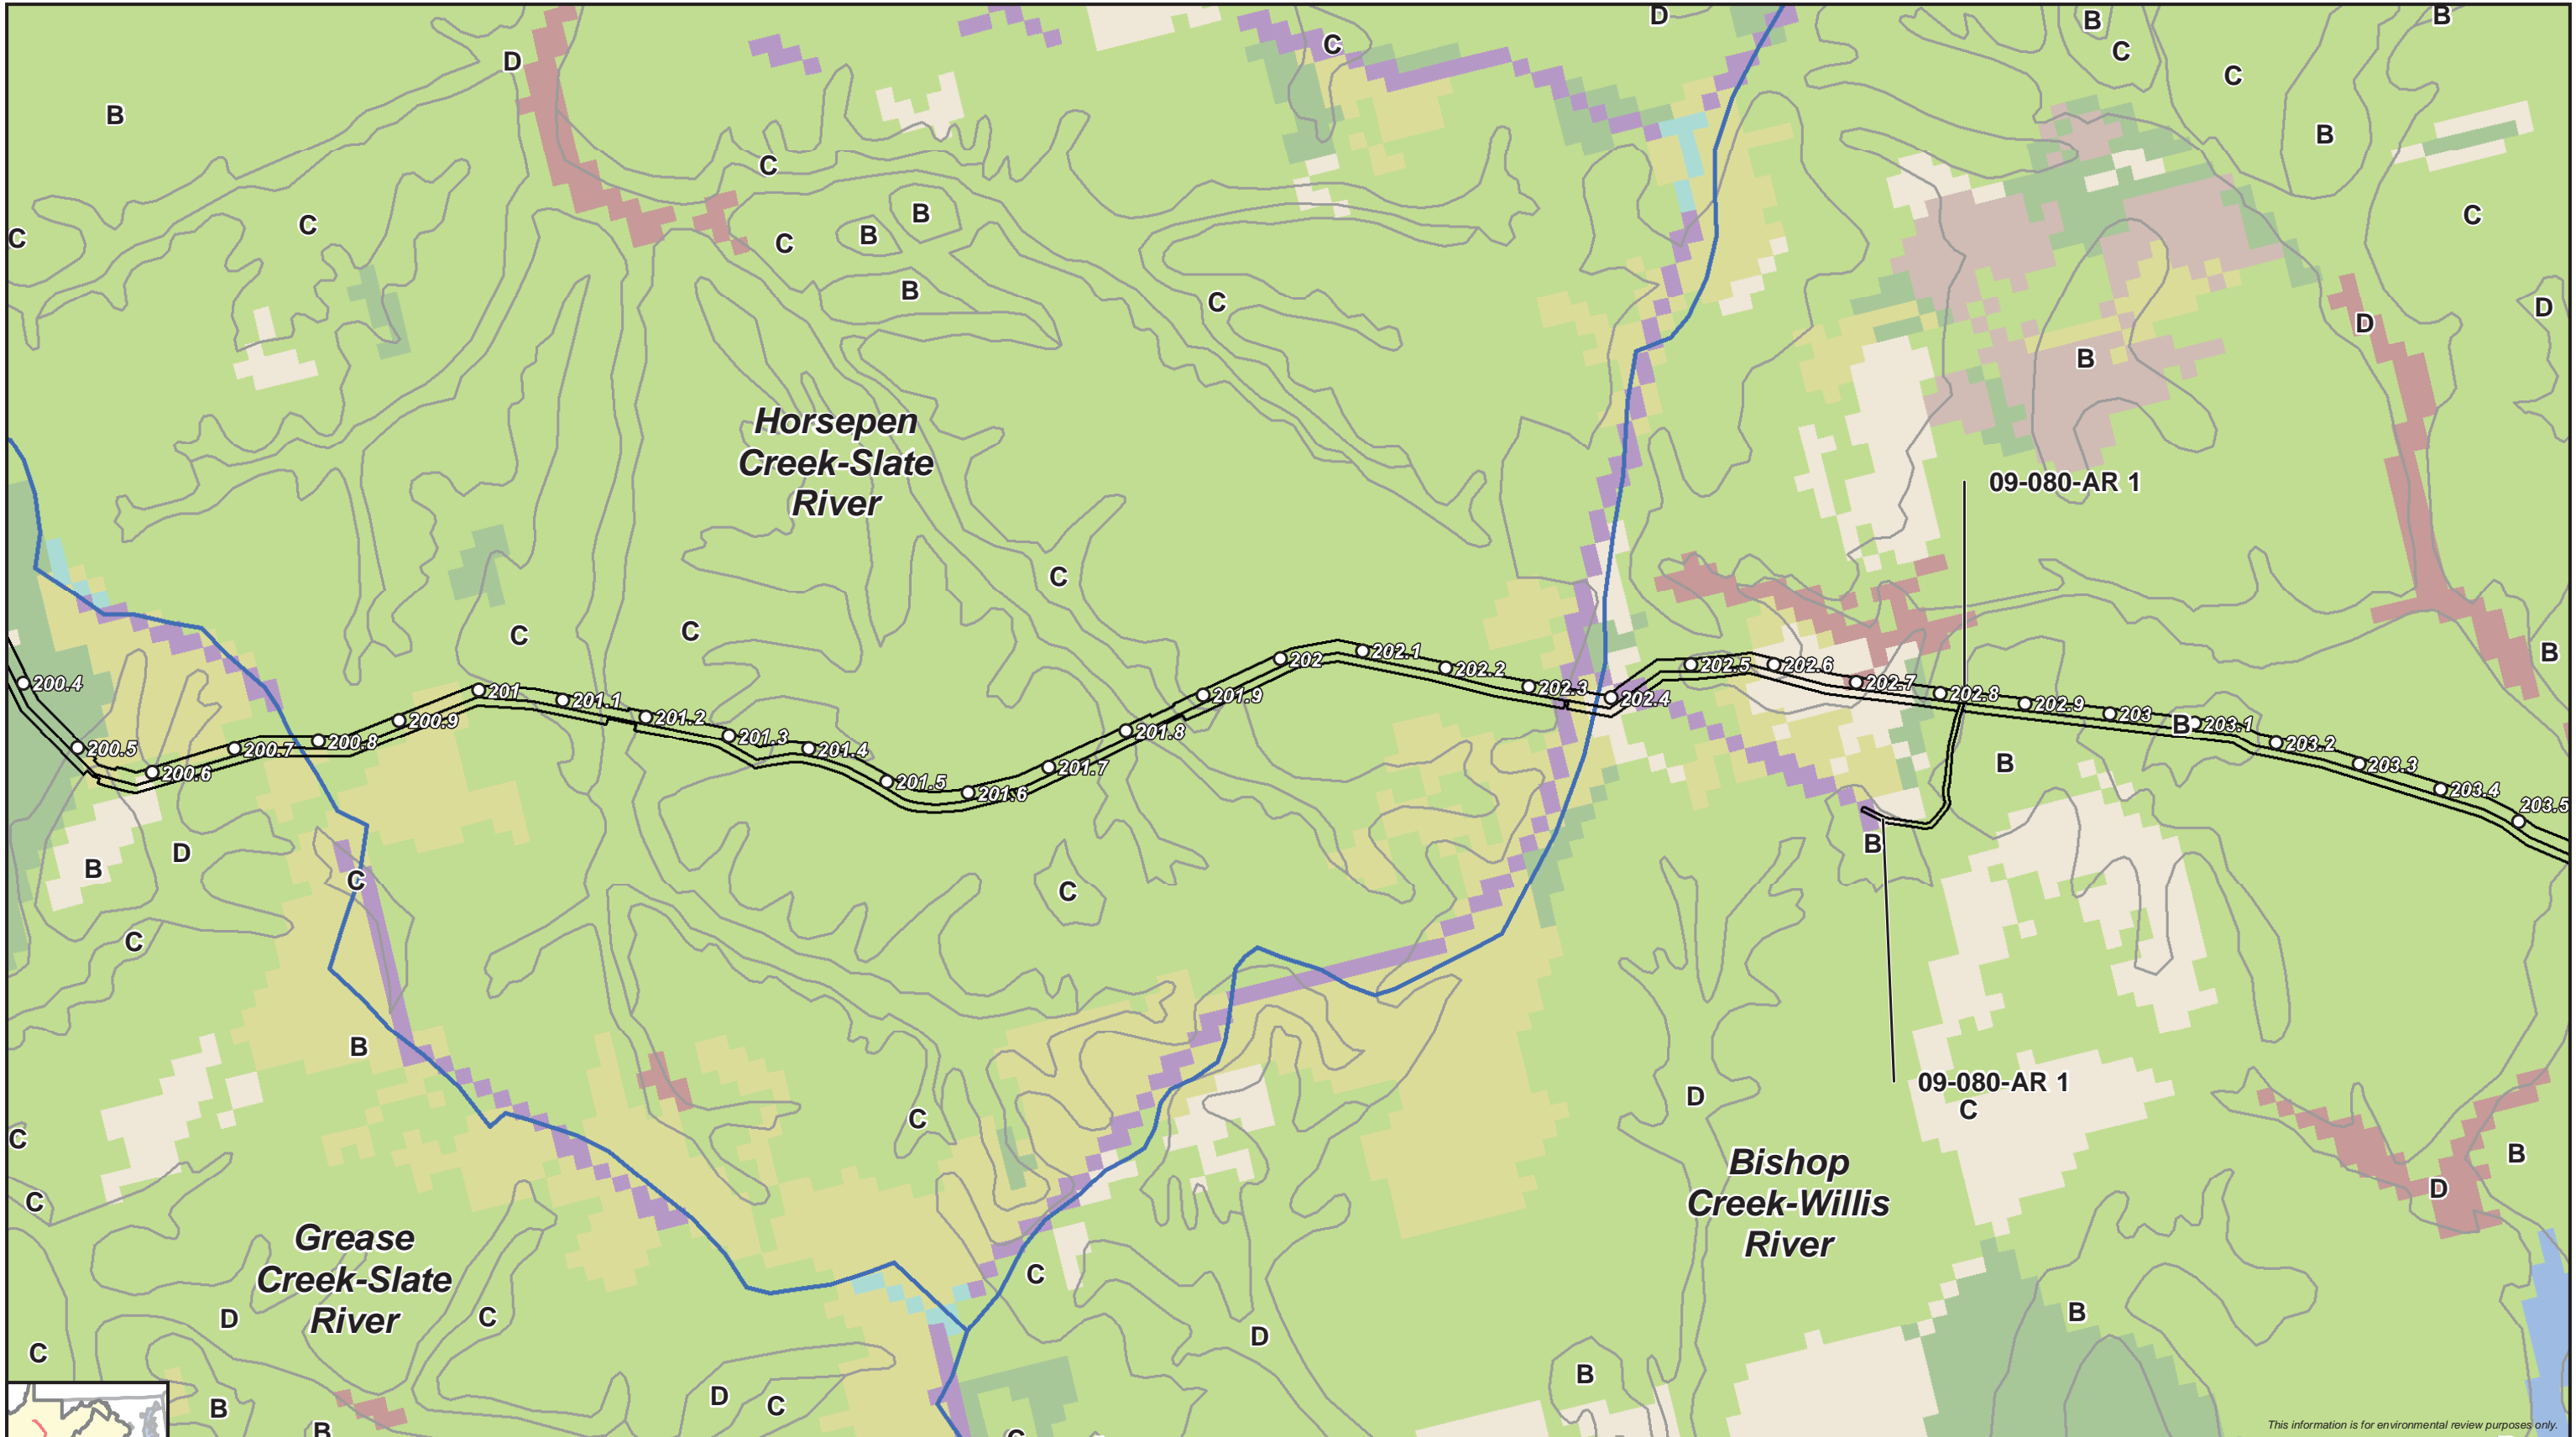 D
B
B
C
C
C
D
B
C
B
C
C
B
B
C
C
C
B
C
D
D
B
Horsepen
Creek-Slate
River
09-080-AR 1
C
C
C
B
200.4
200.5
200.6
200.7
200.8
200.9
201
201.1
201.2
201.3
201.4
201.5
201.6
201.7
201.8
201.9
202
202.1
202.2
202.3
202.4
202.5
202.6
202.7
202.8
202.9
203
B
203.1
203.2
203.3
203.4
203.5
B
B
D
B
C
C
C
B
09-080-AR 1
C
D
C
C
C
B
D
Bishop
Creek-Willis
River
Grease
Creek-Slate
River
C
D
C
C
D
B
B
D
C
B
B
C
This information is for environmental review purposes only.